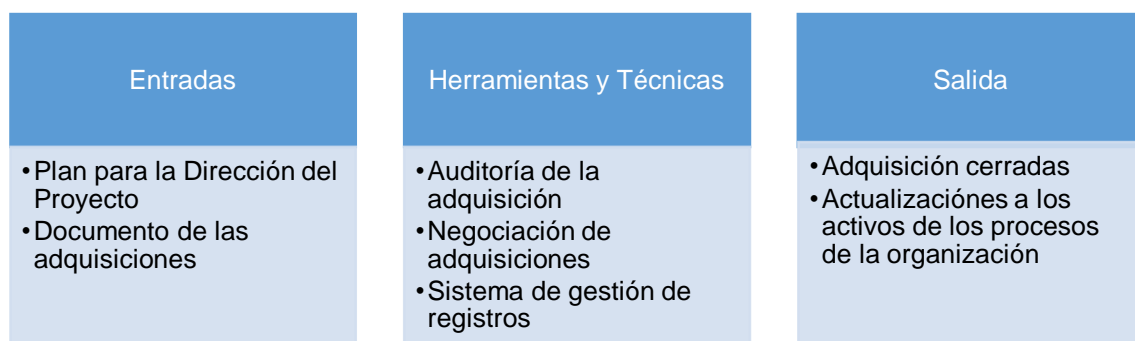 Entradas
•Plan para la Dirección del
Proyecto
•Documento de las
adquisiciones
Herramientas y Técnicas
•Auditoría de la
adquisición
•Negociación de
adquisiciones
•Sistema de gestión de
registros
Salida
•Adquisición cerradas
•Actualizaciónes a los
activos de los procesos
de la organización